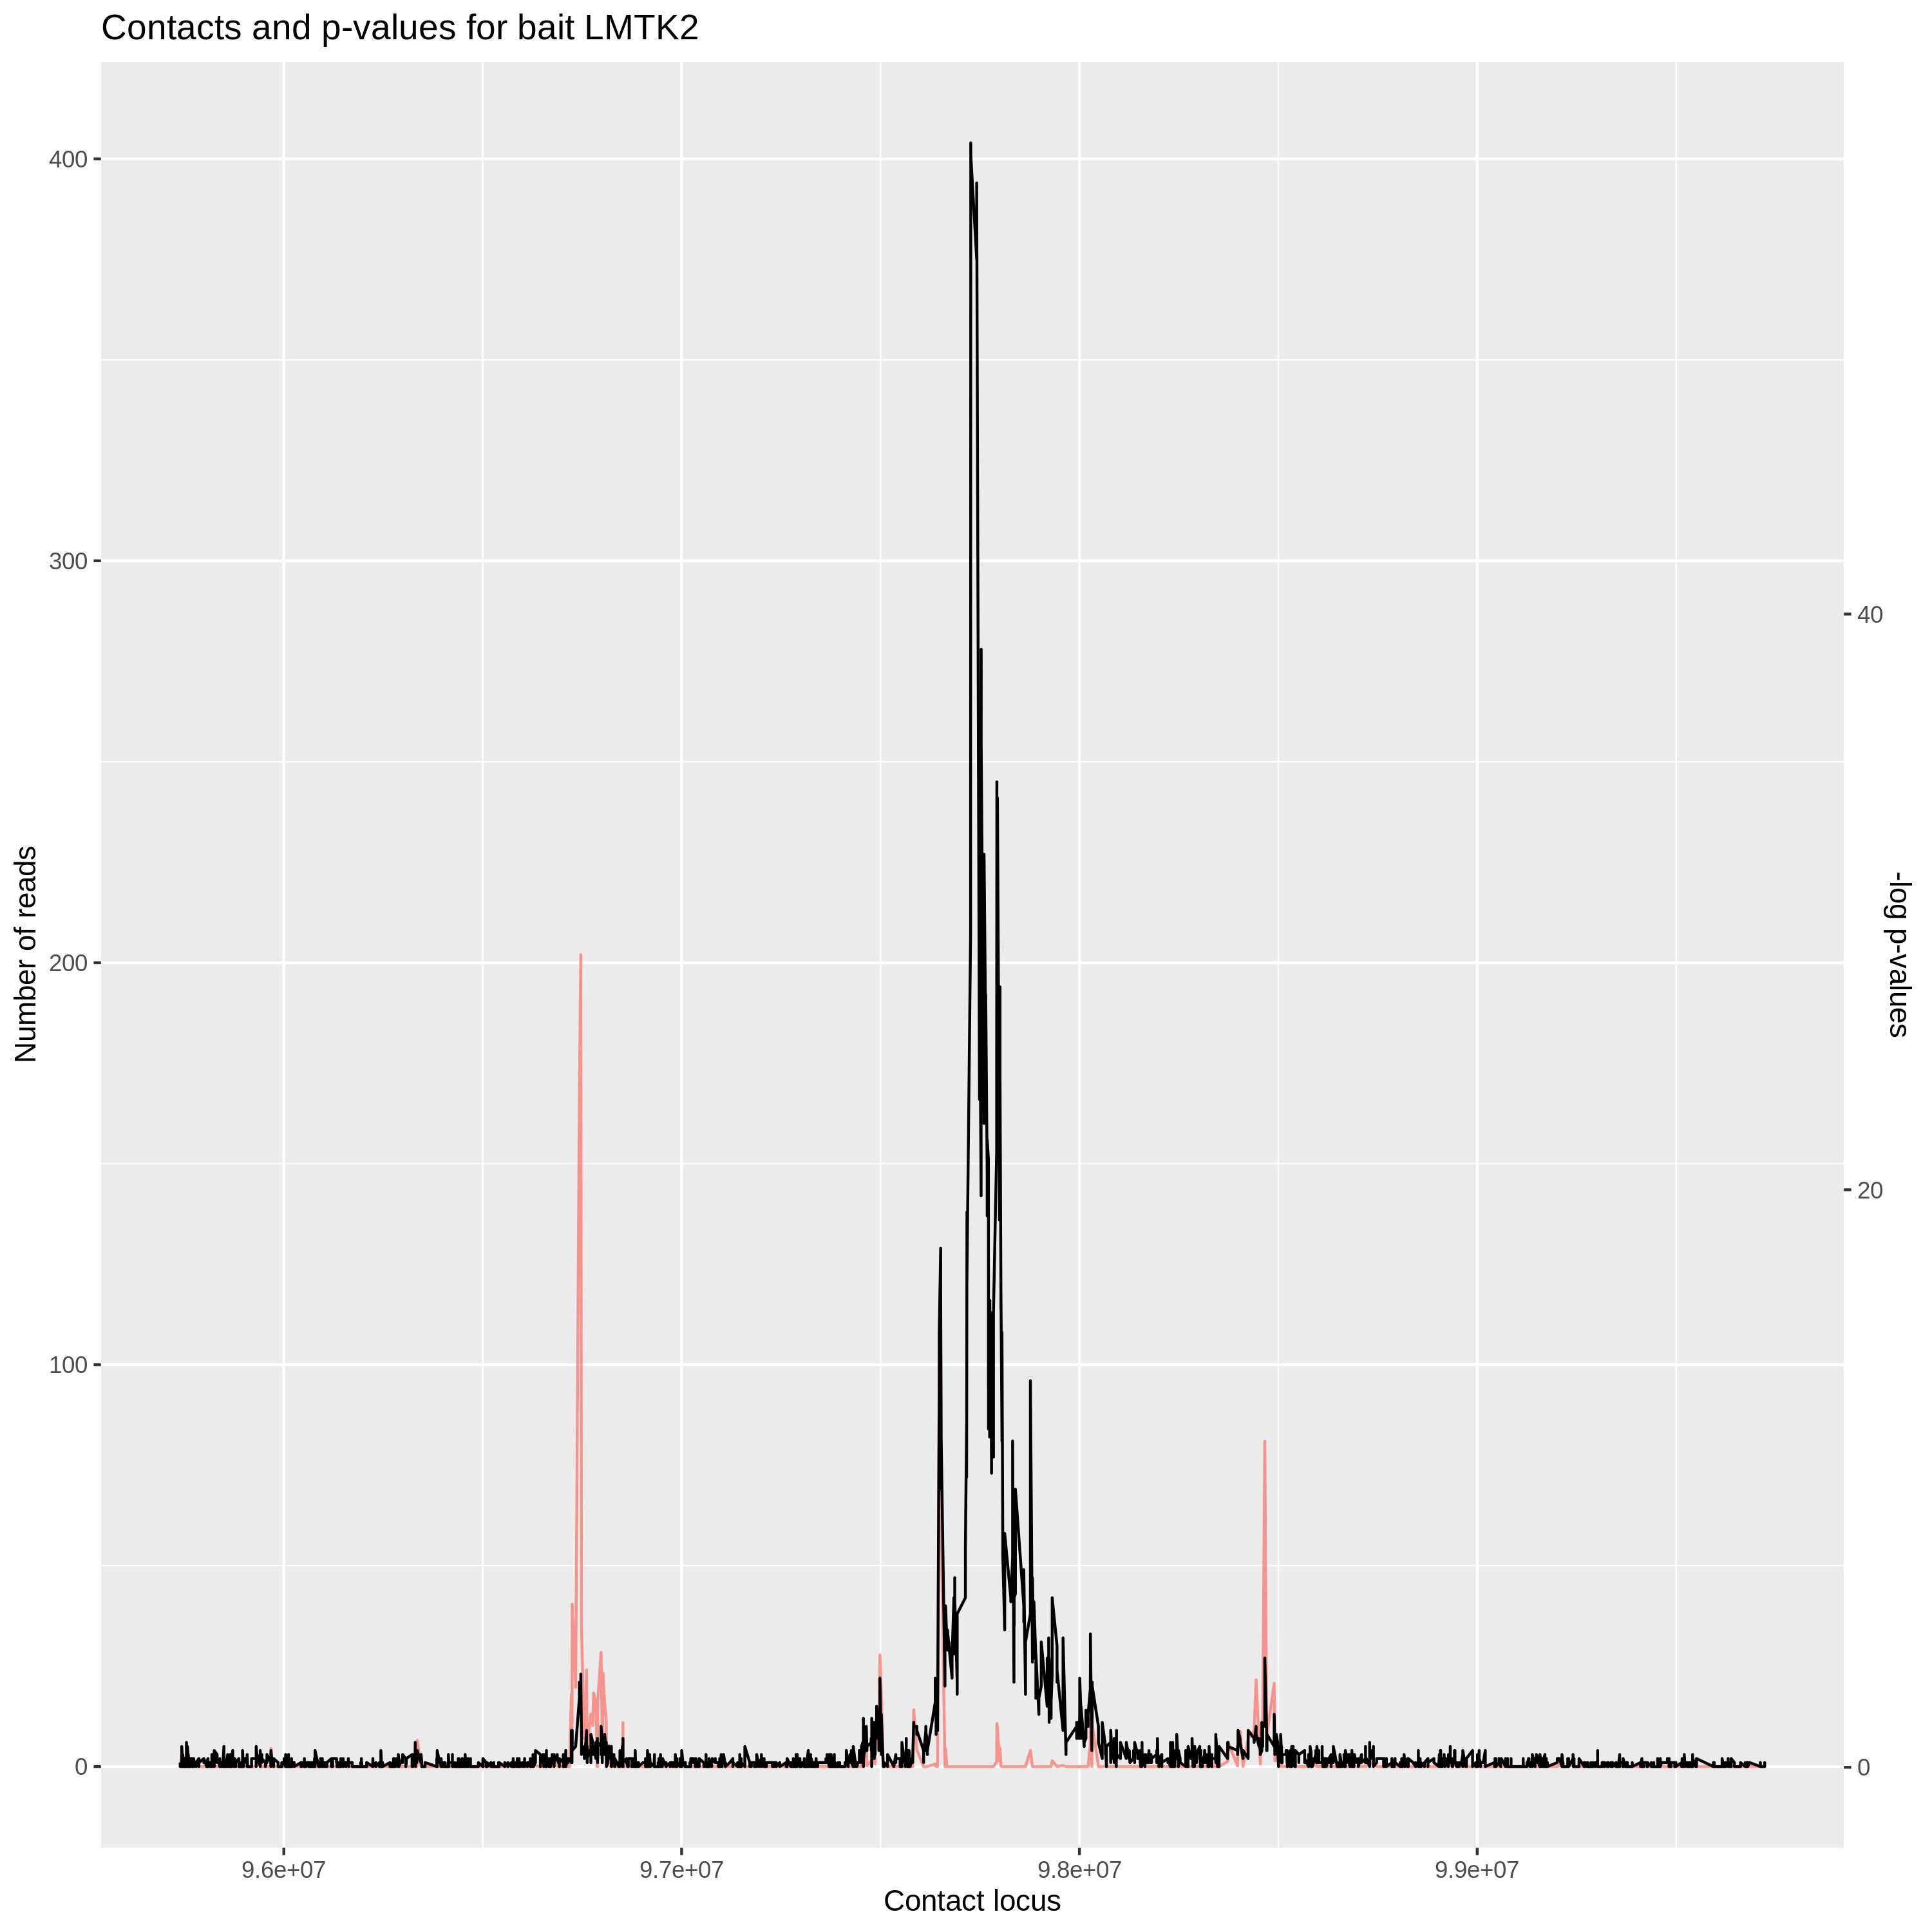 Contacts and p-values for bait LMTK2
400
300
200
100
0
Number of reads
40
20
0
-log p-values
9.6e+07
9.7e+07
9.8e+07
9.9e+07
Contact locus